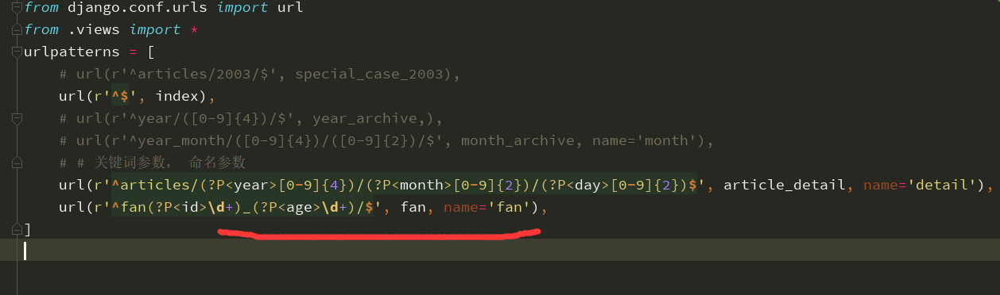 from django.conf.urls import url
from .views import *
urlpatterns = [
# url(r'^articles/2003/$', special_case_2003),
url(r'^$', index),
# url(r'^year/([0-9]{4})/$', year_archive,),
# url(r'^year_month/([0-9]{4})/([0-9]{2})/$', month_archive, name='month'),
# # 关键词参数， 命名参数
url(r'^articles/(?P<year>[0-9]{4})/(?P<month>[0-9]{2})/(?P<day>[0-9]{2})$', article_detail, name='detail'),
url(r'^fan(?P<id>\d+)_(?P<age>\d+)/$', fan, name='fan'),
]